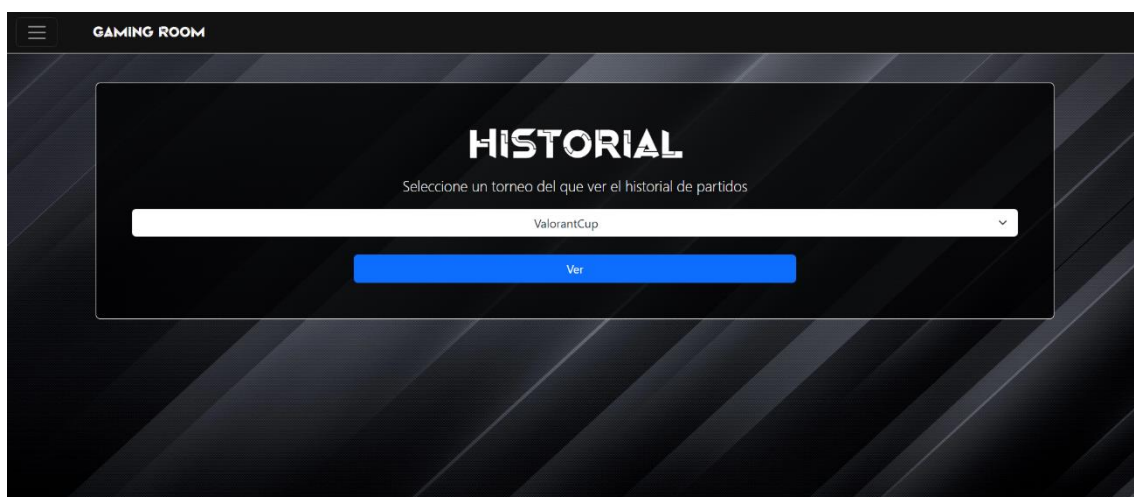 GAMING ROOM
HISTORIAL
Seleccione un torneo del que ver el historial de partidos
ValorantCup
Ver